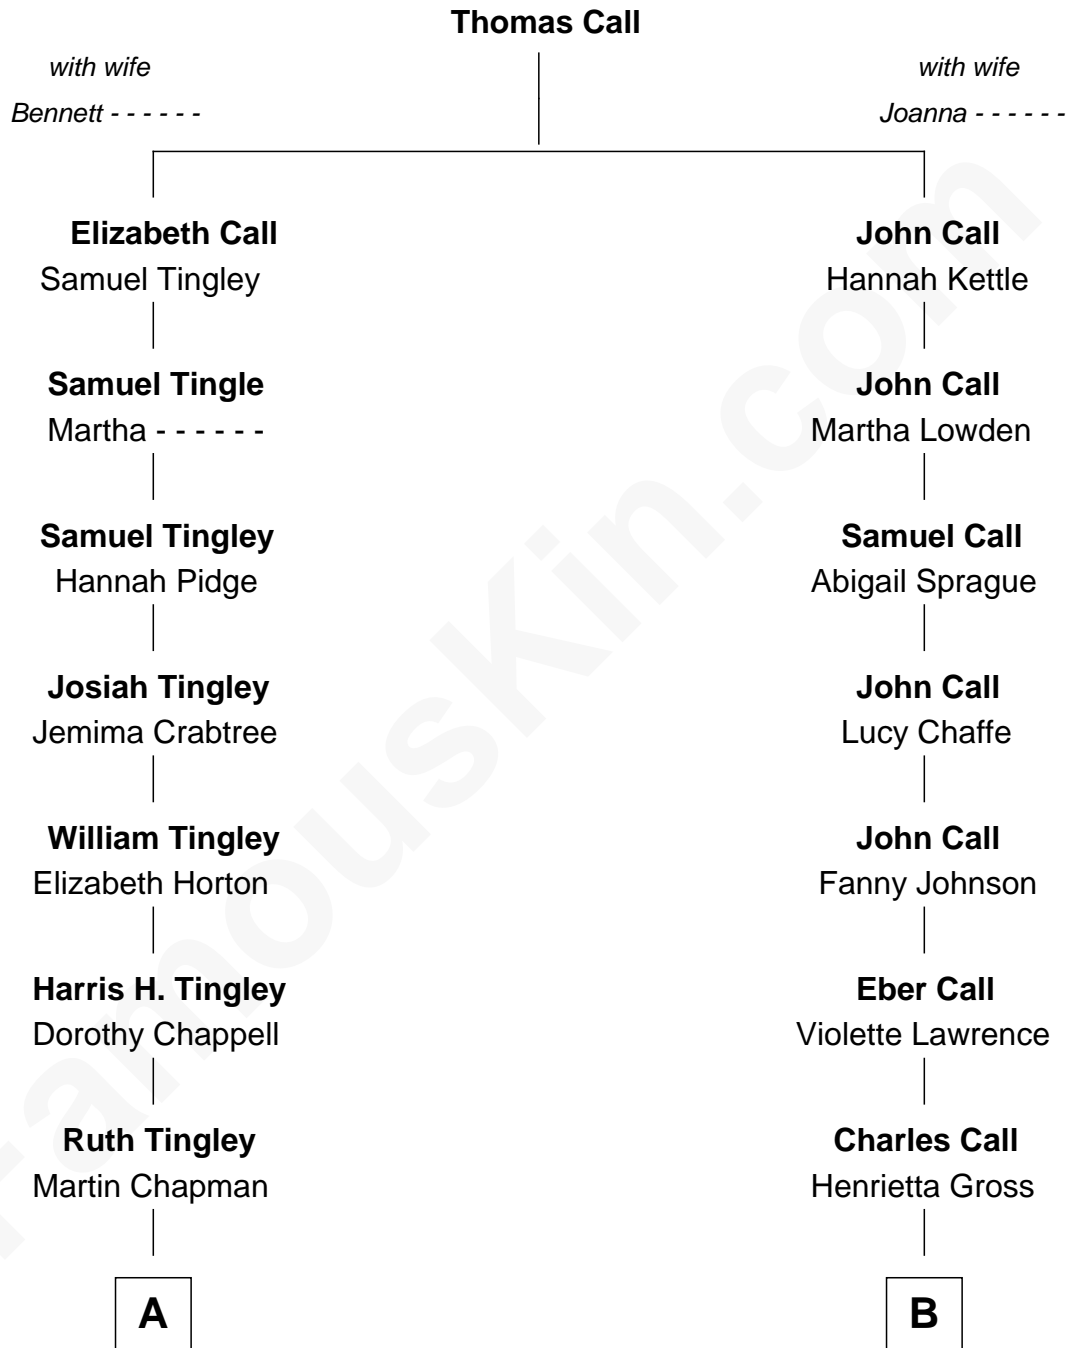 Thomas Call
with wife
Bennett - - - - - -
with wife
Joanna - - - - - -
Elizabeth Call
Samuel Tingley
John Call
Hannah Kettle
Samuel Tingle
Martha - - - - - -
John Call
Martha Lowden
Samuel Tingley
Hannah Pidge
Samuel Call
Abigail Sprague
Josiah Tingley
Jemima Crabtree
John Call
Lucy Chaffe
William Tingley
Elizabeth Horton
John Call
Fanny Johnson
Harris H. Tingley
Dorothy Chappell
Eber Call
Violette Lawrence
Ruth Tingley
Martin Chapman
Charles Call
Henrietta Gross
A
B
FamousKin.com